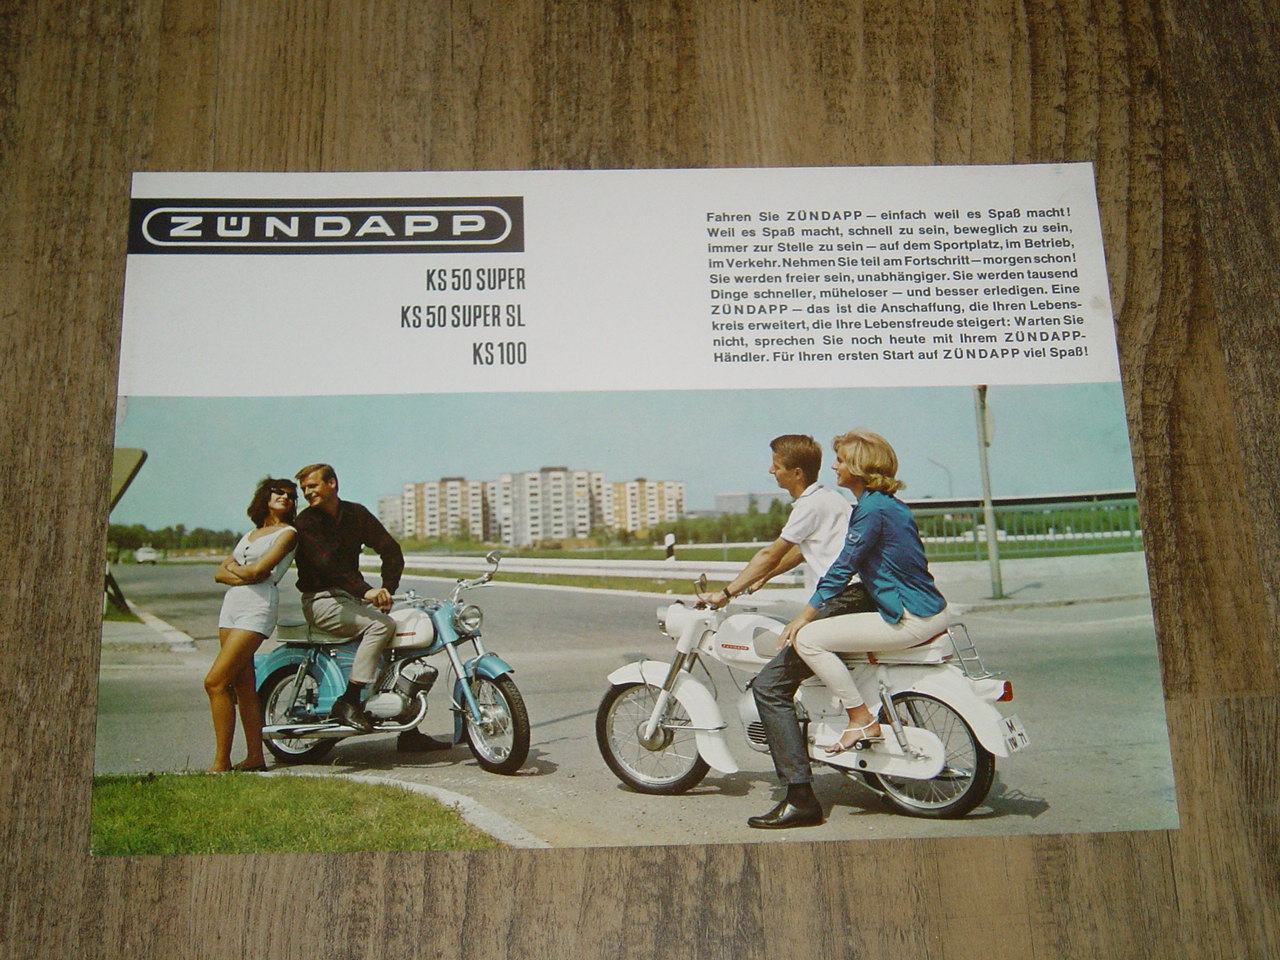 ZÜNDAPP
KS 50 SUPER
KS 50 SUPER SL
KS 100
Fahren Sie ZÜNDAPP — einfach weil es Spaß macht!
Weil es Spaß macht, schnell zu sein, beweglich zu sein,
immer zur Stelle zu sein — auf dem Sportplatz, im Betrieb,
im Verkehr. Nehmen Sie teil am Fortschritt — morgen schon!
Sie werden freier sein, unabhängiger. Sie werden tausend
Dinge schneller, müheloser — und besser erledigen. Eine
ZÜNDAPP — das ist die Anschaffung, die Ihren Lebens-
kreis erweitert, die Ihre Lebensfreude steigert: Warten Sie
nicht, sprechen Sie noch heute mit Ihrem ZÜNDAPP-
Händler. Für Ihren ersten Start auf ZÜNDAPP viel Spaß!